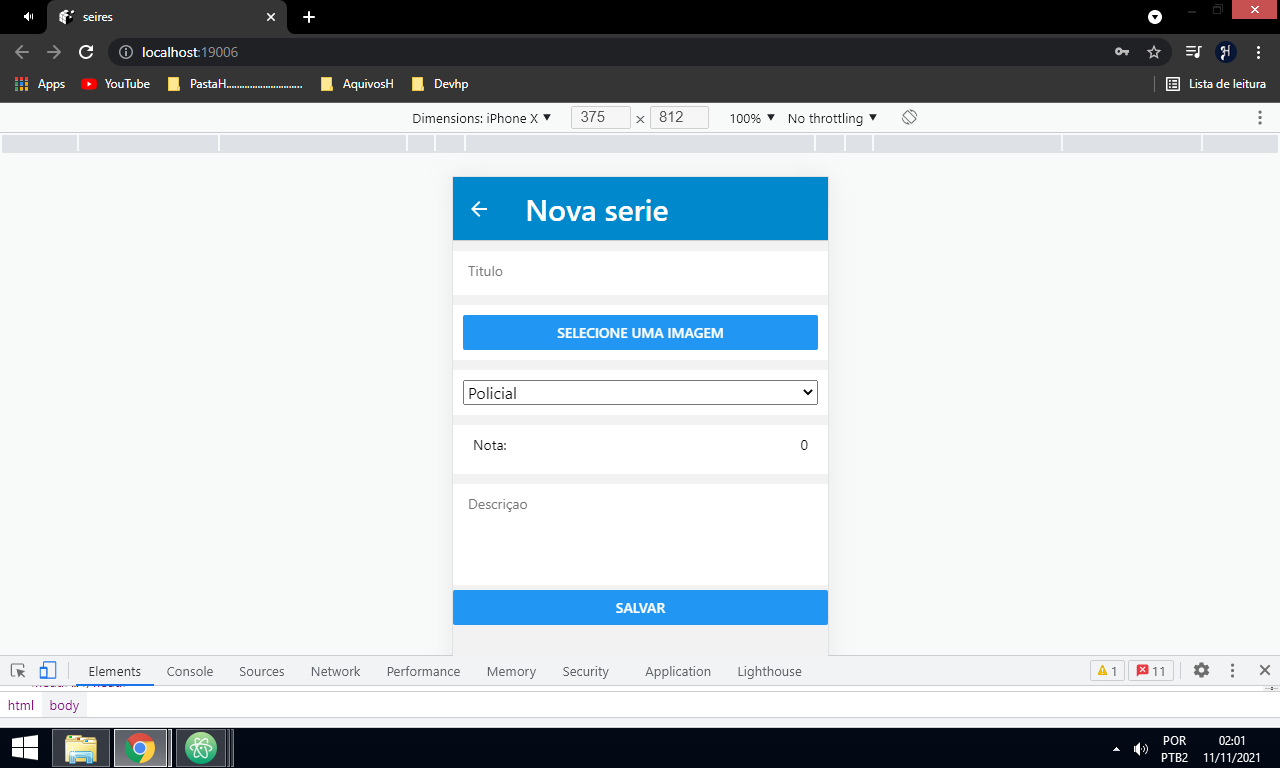 seires
localhost:19006
Apps YouTube PastaH............................. AquivosH Devhp Lista de leitura
Dimensions: iPhone X 375 × 812 100% No throttling
Nova serie
Titulo
SELECIONE UMA IMAGEM
Policial
Nota: 0
Descriçao
SALVAR
Elements Console Sources Network Performance Memory Security Application Lighthouse 1 11
html body
POR 02:01
PTB2 11/11/2021